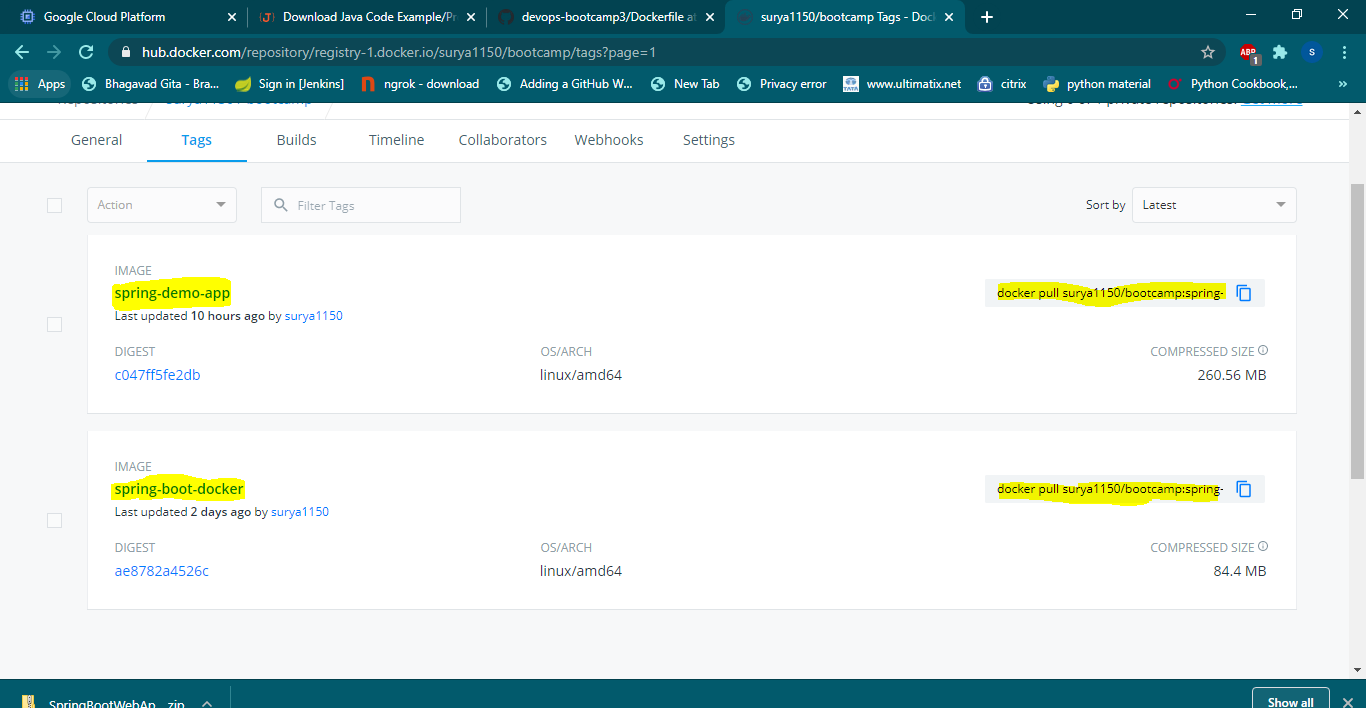 Google Cloud Platform
Download Java Code Example/Pr
devops-bootcamp3/Dockerfile at
surya1150/bootcamp Tags - Dock
hub.docker.com/repository/registry-1.docker.io/surya1150/bootcamp/tags?page=1
ABP
1
S
Apps
Bhagavad Gita - Bra...
Sign in [Jenkins]
ngrok - download
Adding a GitHub W...
New Tab
Privacy error
TATA
www.ultimatix.net
citrix
python material
Python Cookbook,...
»
General
Tags
Builds
Timeline
Collaborators
Webhooks
Settings
Action
Filter Tags
Sort by
Latest
IMAGE
spring-demo-app
docker pull surya1150/bootcamp:spring-
Last updated 10 hours ago by surya1150
DIGEST
OS/ARCH
COMPRESSED SIZE
c047ff5fe2db
linux/amd64
260.56 MB
IMAGE
spring-boot-docker
docker pull surya1150/bootcamp:spring-
Last updated 2 days ago by surya1150
DIGEST
OS/ARCH
COMPRESSED SIZE
ae8782a4526c
linux/amd64
84.4 MB
SpringBootWebAp....zip
Show all